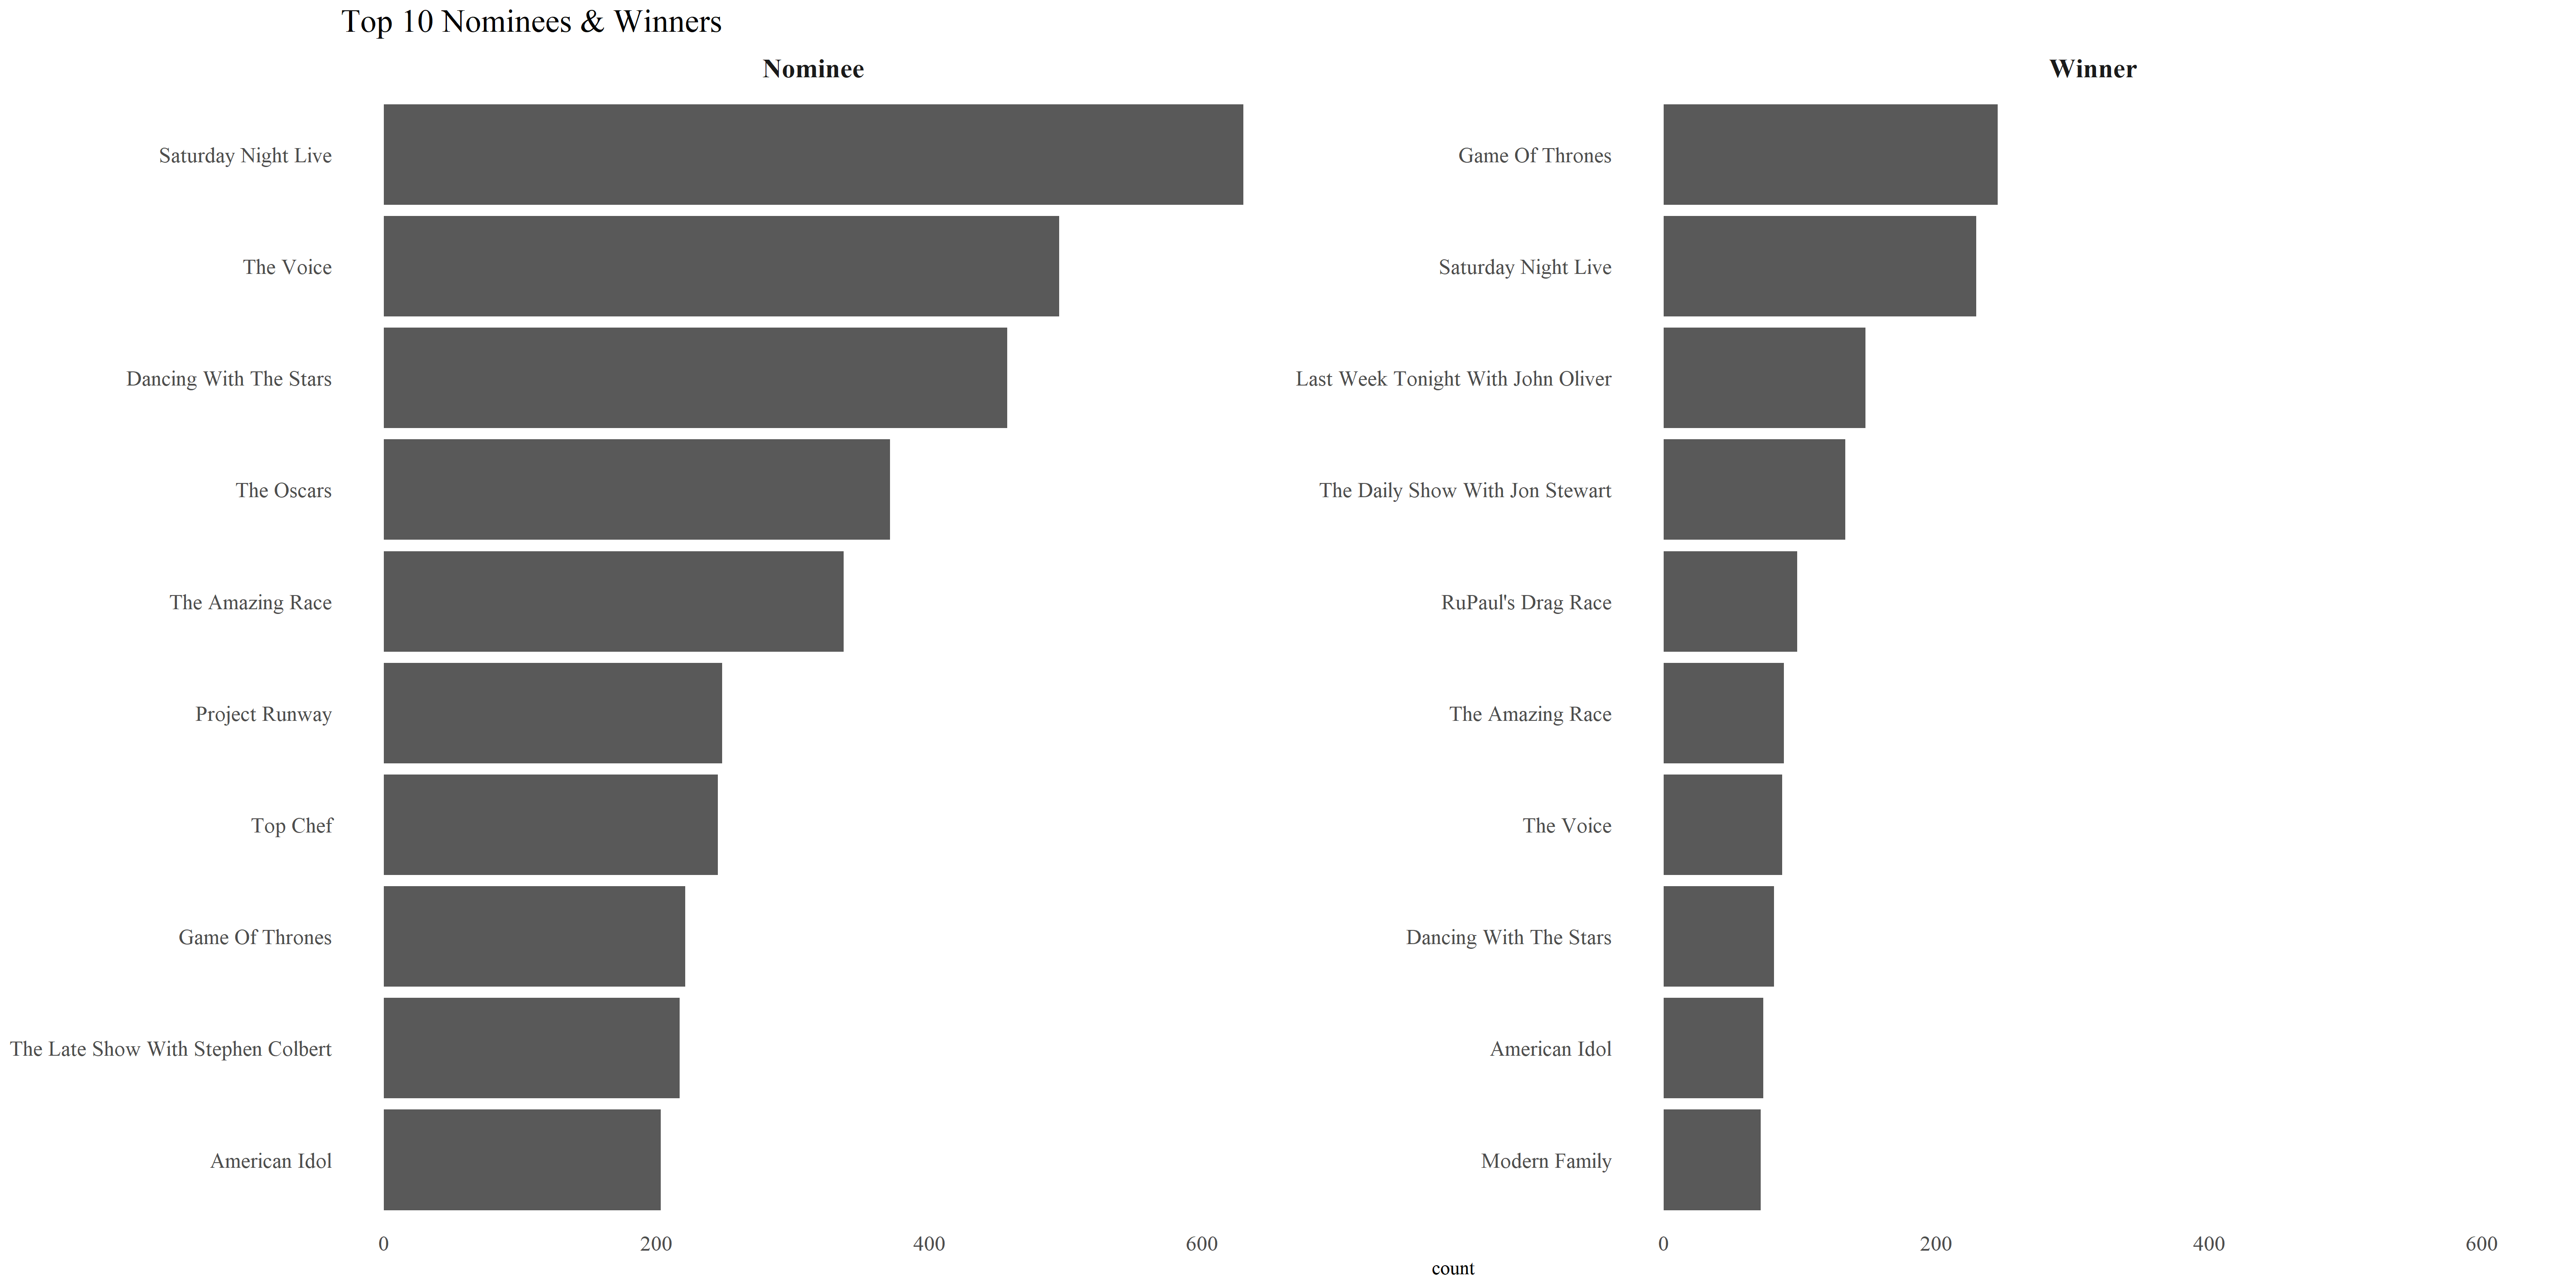 Top 10 Nominees & Winners
Nominee
Saturday Night Live
The Voice
Dancing With The Stars
The Oscars
The Amazing Race
Project Runway
Top Chef
Game Of Thrones
The Late Show With Stephen Colbert
American Idol
0 200 400 600
Winner
Game Of Thrones
Saturday Night Live
Last Week Tonight With John Oliver
The Daily Show With Jon Stewart
RuPaul's Drag Race
The Amazing Race
The Voice
Dancing With The Stars
American Idol
Modern Family
0 200 400 600
count